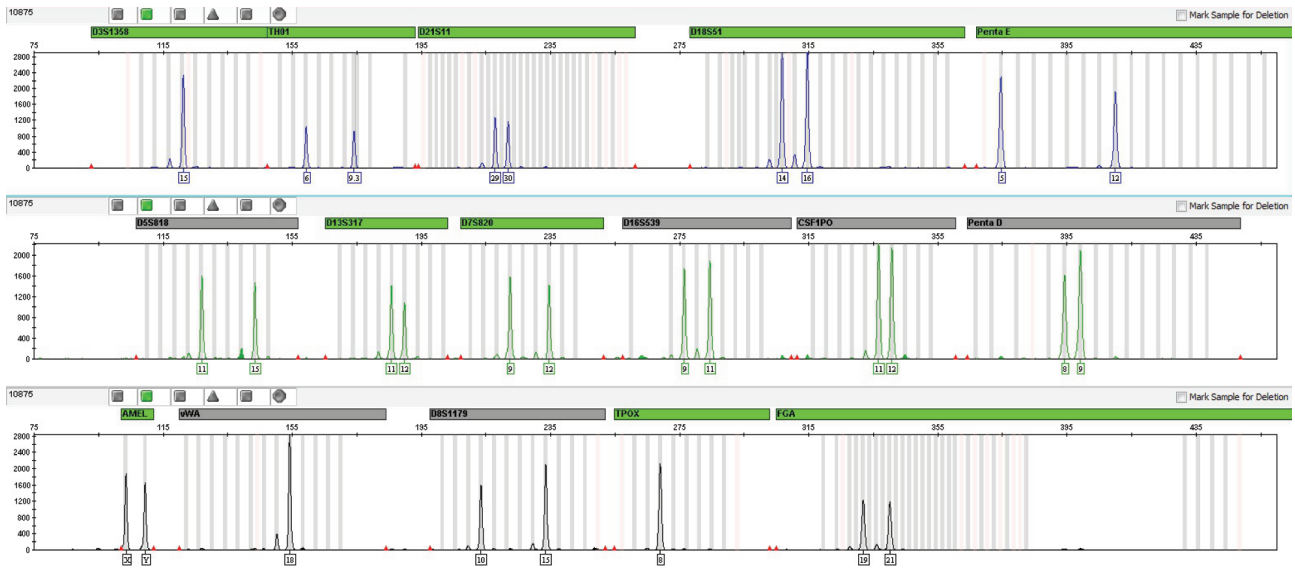 10875 Mark Sample for Deletion
D3S1358 TH01 D21S11 D18S51 Penta E
75 115 155 195 235 275 315 355 395 435
2800
2400
2000
1600
1200
800
400
0
15 6 9.3 29 30 14 16 5 12
10875 Mark Sample for Deletion
D5S818 D13S317 D7S820 D16S539 CSF1PO Penta D
75 115 155 195 235 275 315 355 395 435
2000
1600
1200
800
400
0
11 15 11 12 9 12 9 11 11 12 8 9
10875 Mark Sample for Deletion
AMEL vWA D8S1179 TPOX FGA
75 115 155 195 235 275 315 355 395 435
2800
2400
2000
1600
1200
800
400
0
X Y 18 10 15 8 19 21